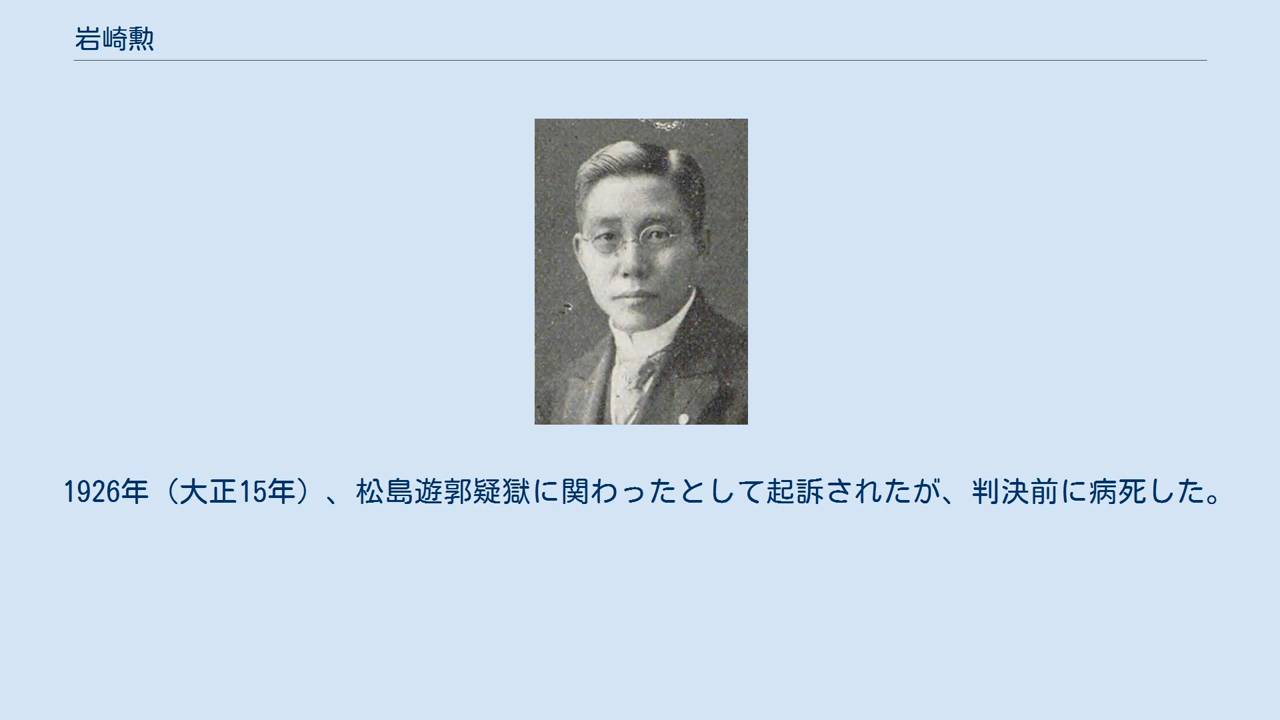 岩崎勲
1926年（大正15年）、松島遊郭疑獄に関わったとして起訴されたが、判決前に病死した。